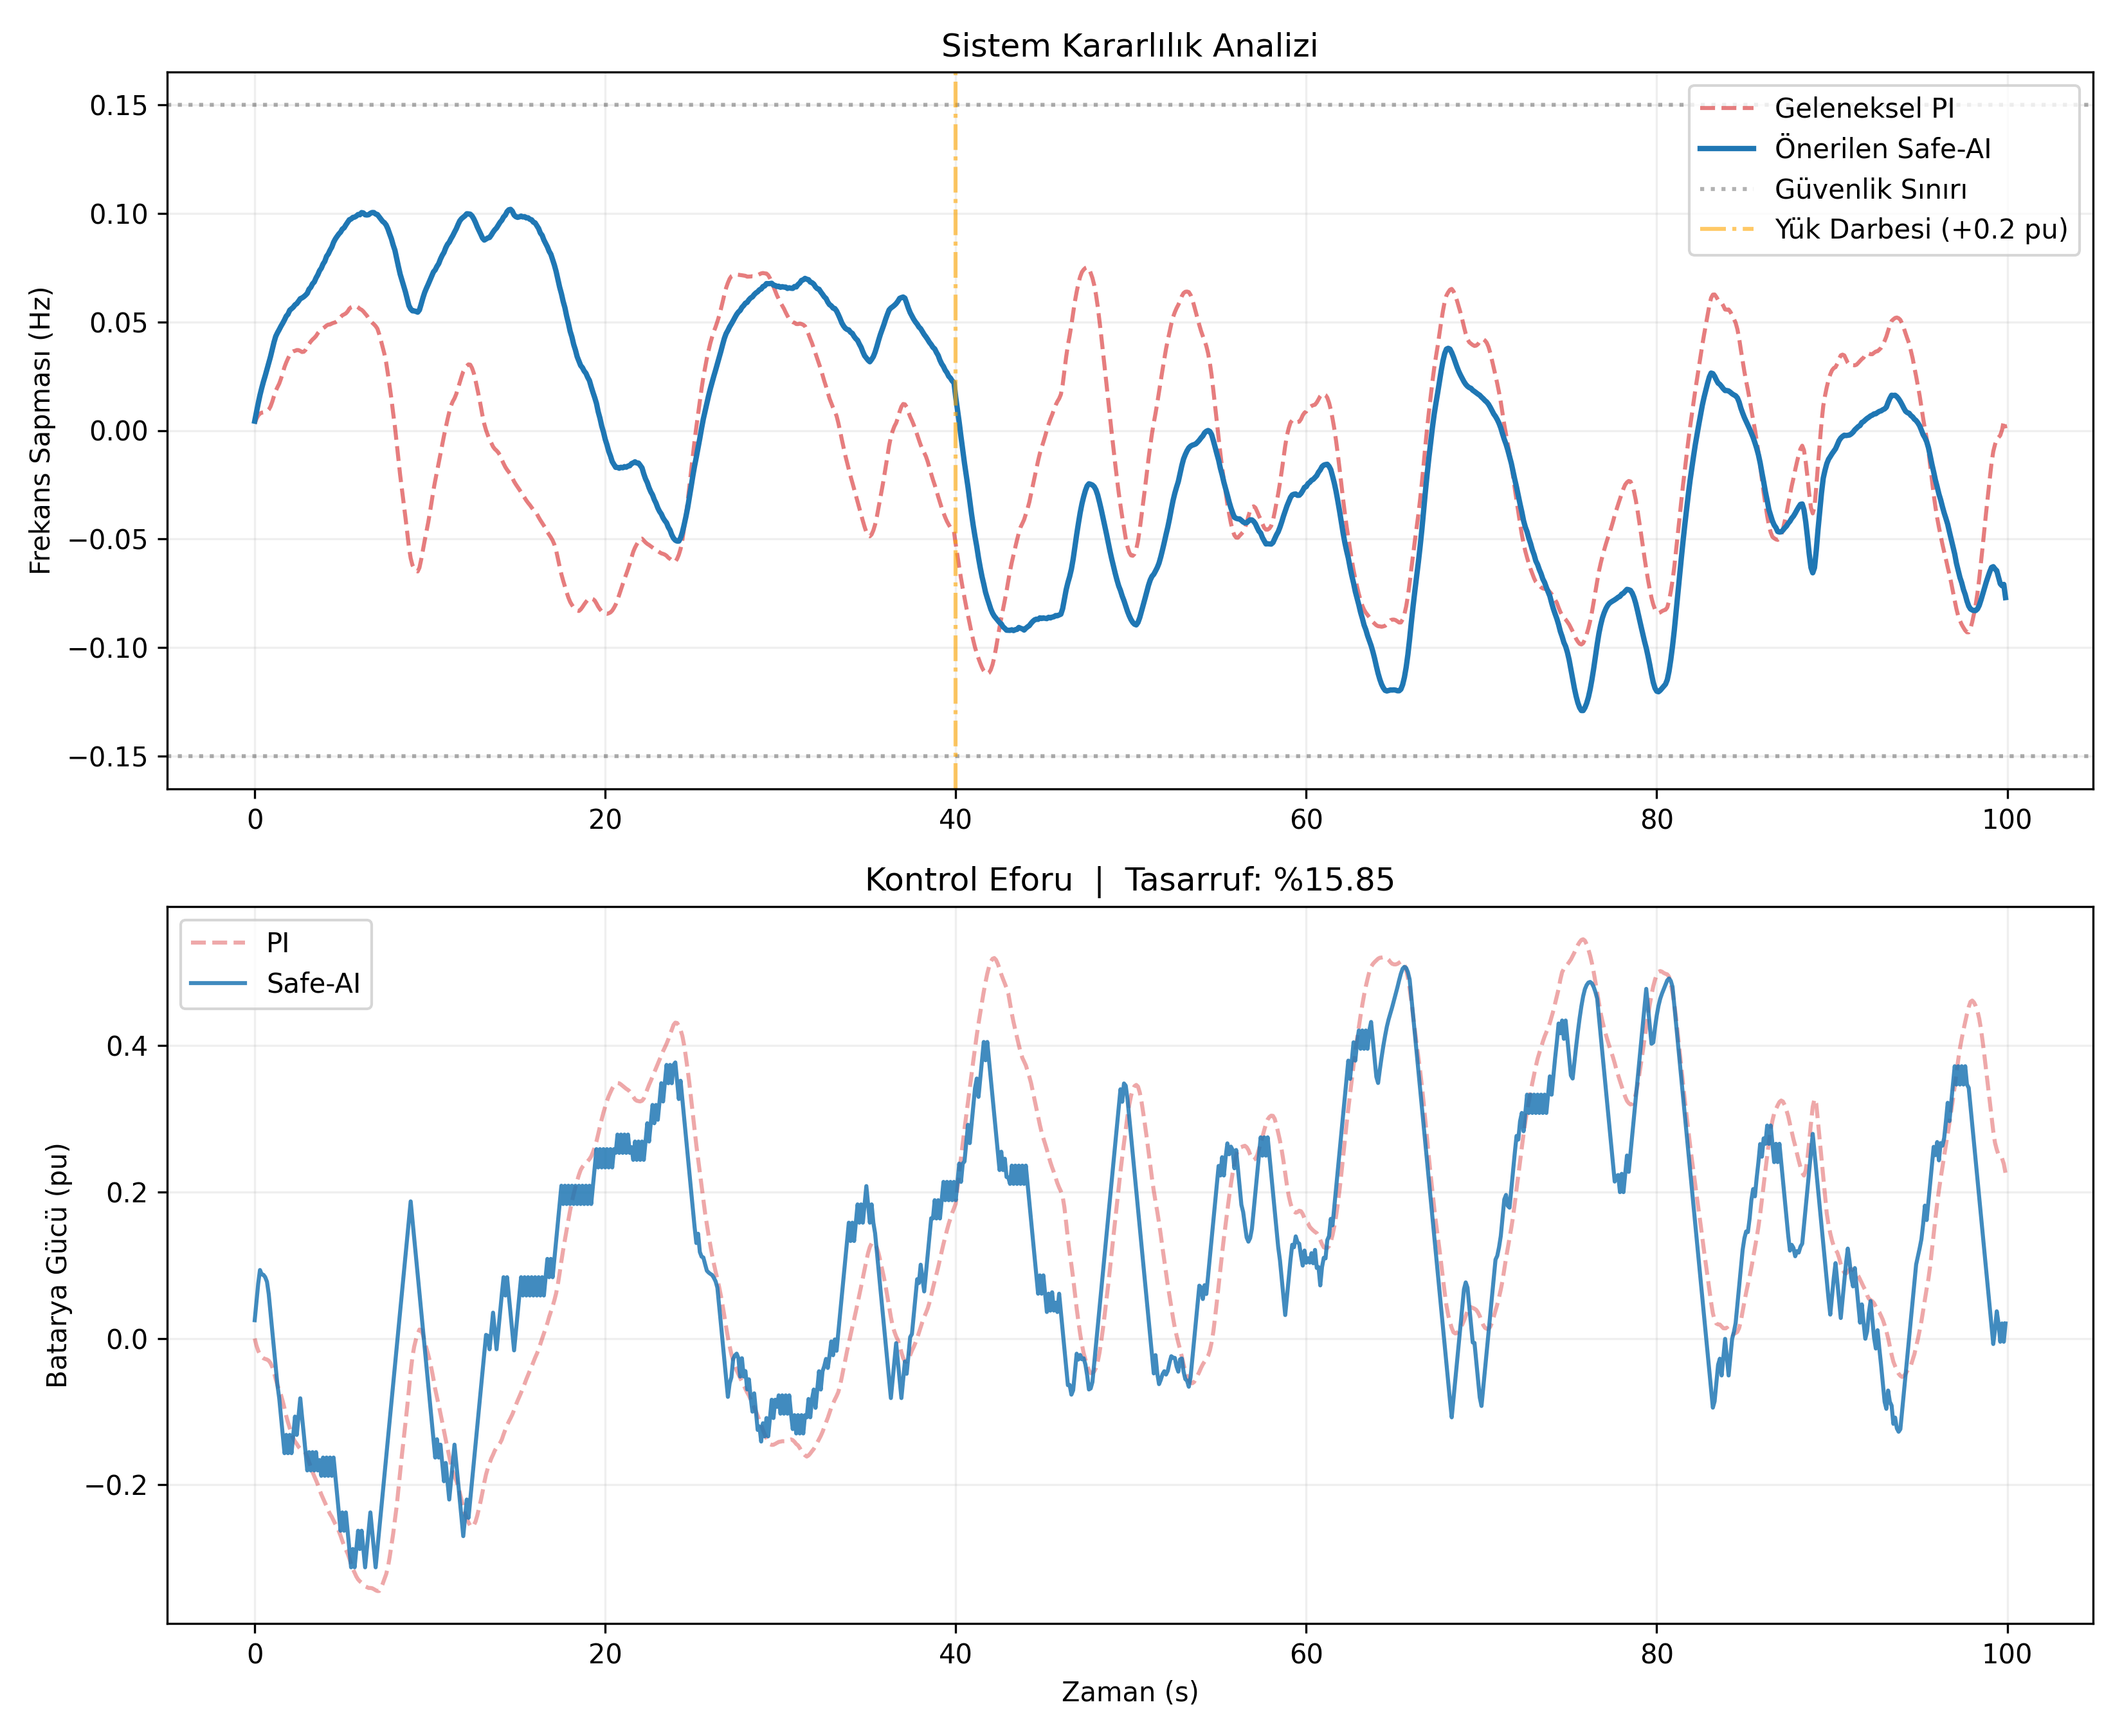 Sistem Kararlılık Analizi
Frekans Sapması (Hz)
0.15
0.10
0.05
0.00
−0.05
−0.10
−0.15
Geleneksel PI
Önerilen Safe-AI
Güvenlik Sınırı
Yük Darbesi (+0.2 pu)
0 20 40 60 80 100
Kontrol Eforu | Tasarruf: %15.85
Batarya Gücü (pu)
0.4
0.2
0.0
−0.2
PI
Safe-AI
0 20 40 60 80 100
Zaman (s)